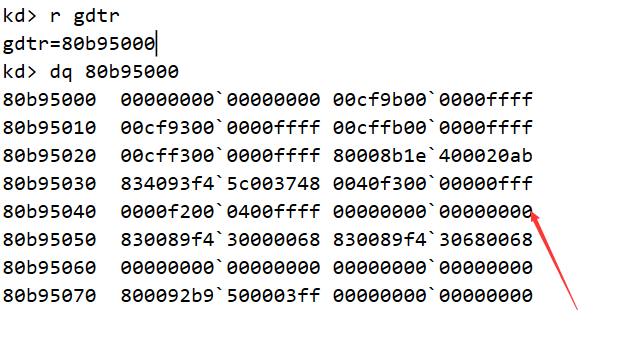 kd> r gdtr
gdtr=80b95000
kd> dq 80b95000
80b95000  00000000`00000000 00cf9b00`0000ffff
80b95010  00cf9300`0000ffff 00cffb00`0000ffff
80b95020  00cff300`0000ffff 80008b1e`400020ab
80b95030  834093f4`5c003748 0040f300`00000fff
80b95040  0000f200`0400ffff 00000000`00000000
80b95050  830089f4`30000068 830089f4`30680068
80b95060  00000000`00000000 00000000`00000000
80b95070  800092b9`500003ff 00000000`00000000